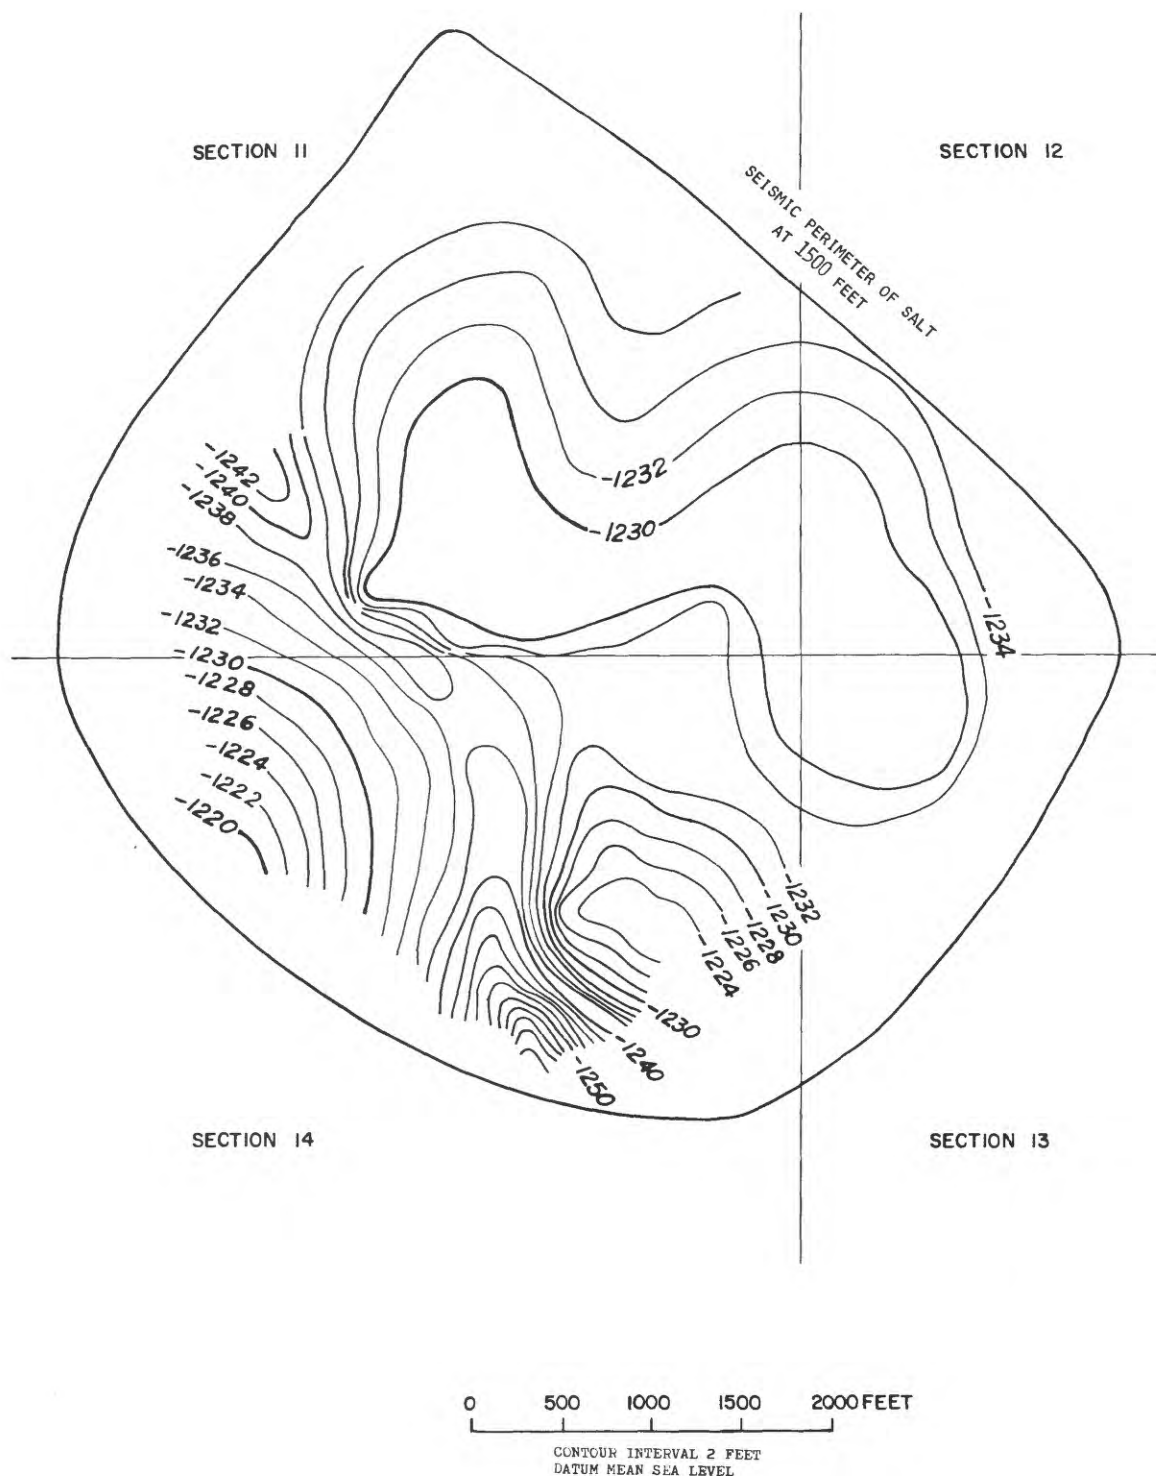 SECTION 11
SECTION 12
SEISMIC PERIMETER OF SALT
AT 1500 FEET
-1242
-1240
-1238
-1236
-1234
-1232
-1230
-1228
-1226
-1224
-1222
-1220
-1232
-1230
-1234
-1232
-1230
-1228
-1226
-1224
-1230
-1240
-1250
SECTION 14
SECTION 13
0 500 1000 1500 2000 FEET
CONTOUR INTERVAL 2 FEET
DATUM MEAN SEA LEVEL